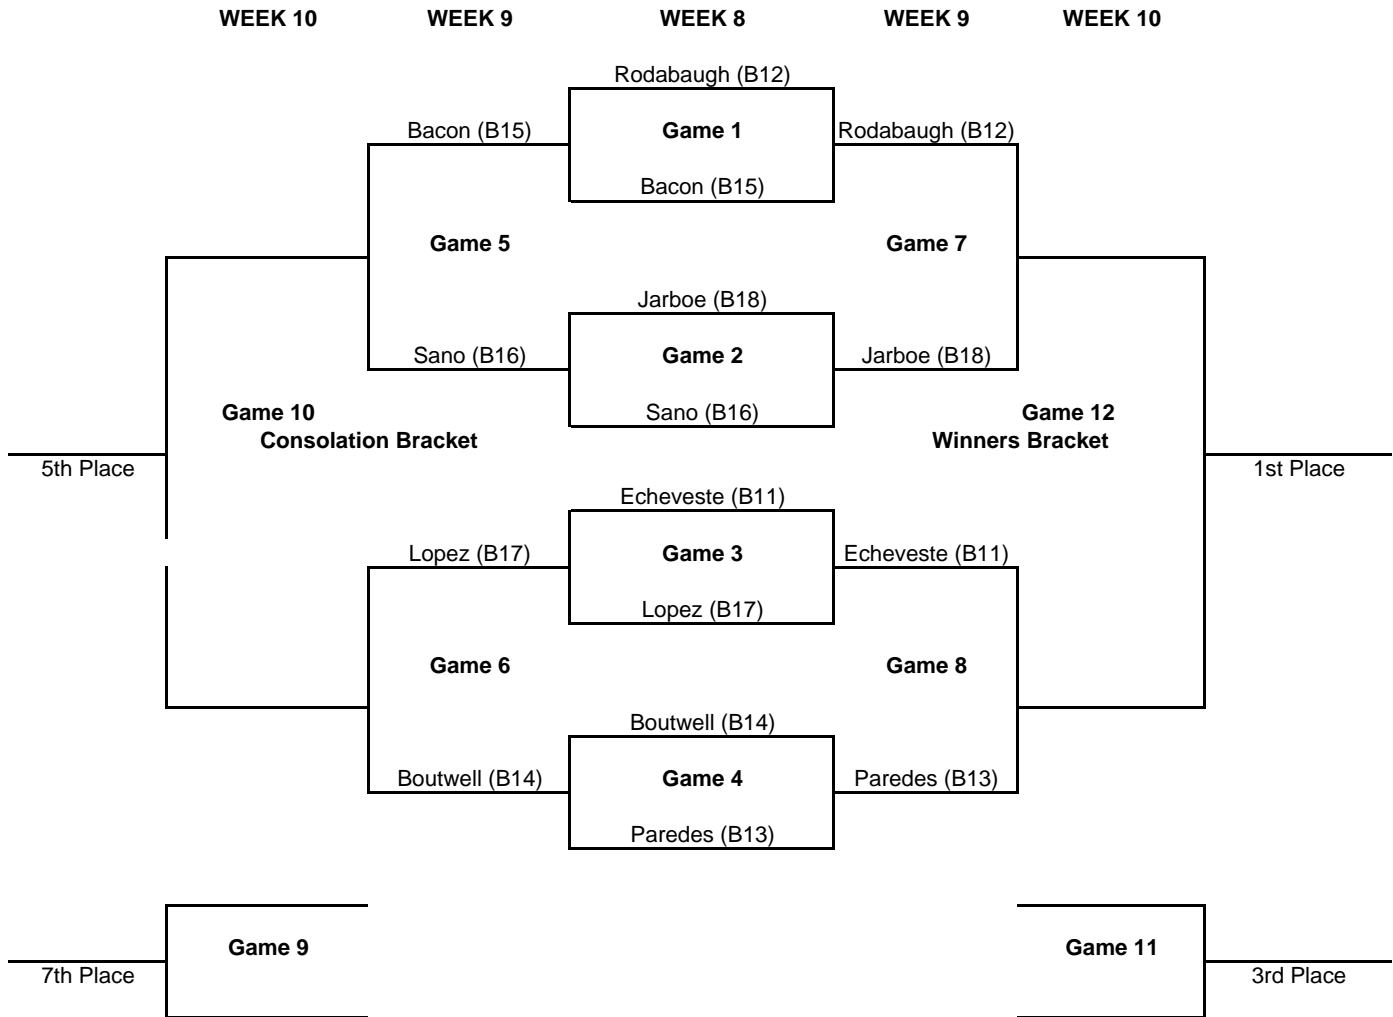 WEEK 10 WEEK 9 WEEK 8 WEEK 9 WEEK 10
Rodabaugh (B12)
Bacon (B15) Game 1 Rodabaugh (B12)
Bacon (B15)
Game 5 Game 7
Jarboe (B18)
Sano (B16) Game 2 Jarboe (B18)
Game 10 Sano (B16) Game 12
Consolation Bracket Winners Bracket
5th Place 1st Place
Echeveste (B11)
Lopez (B17) Game 3 Echeveste (B11)
Lopez (B17)
Game 6 Game 8
Boutwell (B14)
Boutwell (B14) Game 4 Paredes (B13)
Paredes (B13)
Game 9 Game 11
7th Place 3rd Place